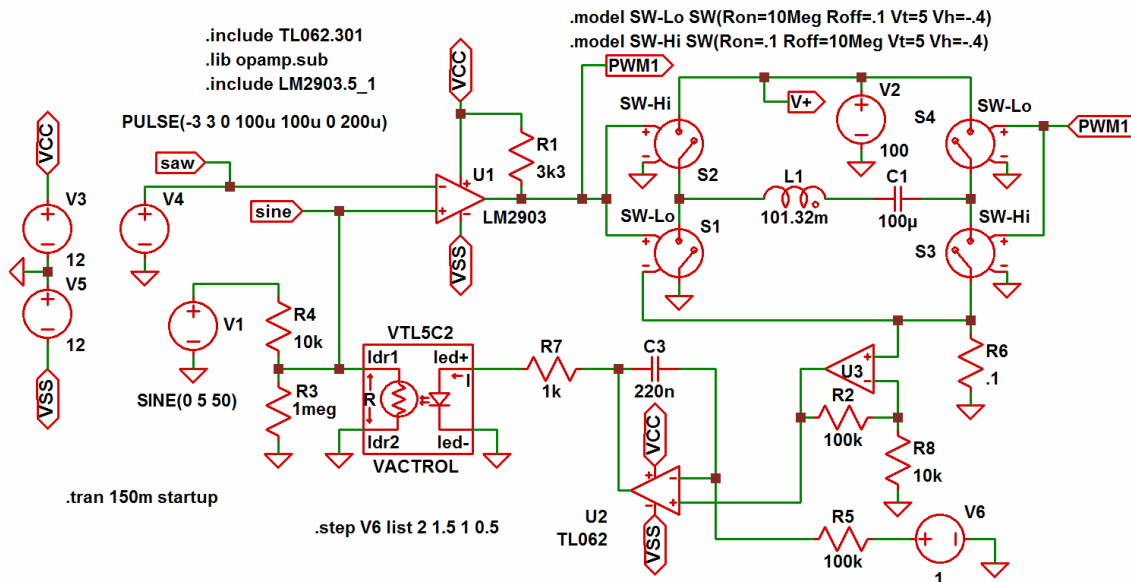 .model SW-Lo SW(Ron=10Meg Roff=.1 Vt=5 Vh=-.4)
.model SW-Hi SW(Ron=.1 Roff=10Meg Vt=5 Vh=-.4)
.include TL062.301
.lib opamp.sub
.include LM2903.5_1
PULSE(-3 3 0 100u 100u 0 200u)
VCC
V3
12
V5
12
VSS
saw
V4
sine
VCC
R1
3k3
U1
LM2903
VSS
PWM1
SW-Hi
S2
SW-Lo
S1
V+
V2
100
L1
101.32m
C1
100µ
SW-Lo
S4
PWM1
SW-Hi
S3
V1
SINE(0 5 50)
R4
10k
R3
1meg
VTL5C2
ldr1
led+
R
I
ldr2
led-
VACTROL
R7
1k
C3
220n
VCC
U2
TL062
VSS
U3
R2
100k
R6
.1
R8
10k
R5
100k
V6
1
.tran 150m startup
.step V6 list 2 1.5 1 0.5